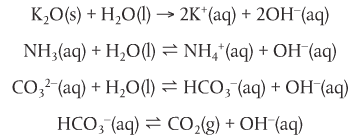 K₂O(s) + H₂O(l) → 2K⁺(aq) + 2OH⁻(aq)
NH₃(aq) + H₂O(l) ⇌ NH₄⁺(aq) + OH⁻(aq)
CO₃²⁻(aq) + H₂O(l) ⇌ HCO₃⁻(aq) + OH⁻(aq)
HCO₃⁻(aq) ⇌ CO₂(g) + OH⁻(aq)